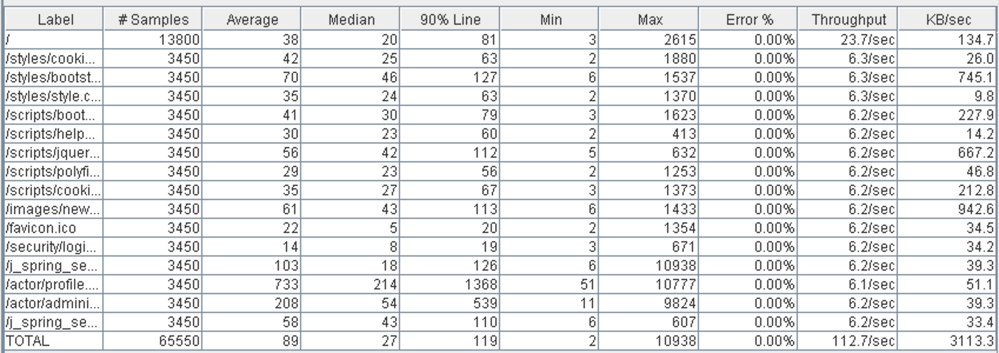 Label # Samples Average Median 90% Line Min Max Error % Throughput KB/sec
/ 13800 38 20 81 3 2615 0.00% 23.7/sec 134.7
/styles/cooki... 3450 42 25 63 2 1880 0.00% 6.3/sec 26.0
/styles/bootst... 3450 70 46 127 6 1537 0.00% 6.3/sec 745.1
/styles/style.c... 3450 35 24 63 2 1370 0.00% 6.3/sec 9.8
/scripts/boot... 3450 41 30 79 3 1623 0.00% 6.2/sec 227.9
/scripts/help... 3450 30 23 60 2 413 0.00% 6.2/sec 14.2
/scripts/jquer... 3450 56 42 112 5 632 0.00% 6.2/sec 667.2
/scripts/polyfi... 3450 29 23 56 2 1253 0.00% 6.2/sec 46.8
/scripts/cooki... 3450 35 27 67 3 1373 0.00% 6.2/sec 212.8
/images/new... 3450 61 43 113 6 1433 0.00% 6.2/sec 942.6
/favicon.ico 3450 22 5 20 2 1354 0.00% 6.2/sec 34.5
/security/logi... 3450 14 8 19 3 671 0.00% 6.2/sec 34.2
/j_spring_se... 3450 103 18 126 6 10938 0.00% 6.2/sec 39.3
/actor/profile.... 3450 733 214 1368 51 10777 0.00% 6.1/sec 51.1
/actor/admini... 3450 208 54 539 11 9824 0.00% 6.2/sec 39.3
/j_spring_se... 3450 58 43 110 6 607 0.00% 6.2/sec 33.4
TOTAL 65550 89 27 119 2 10938 0.00% 112.7/sec 3113.3